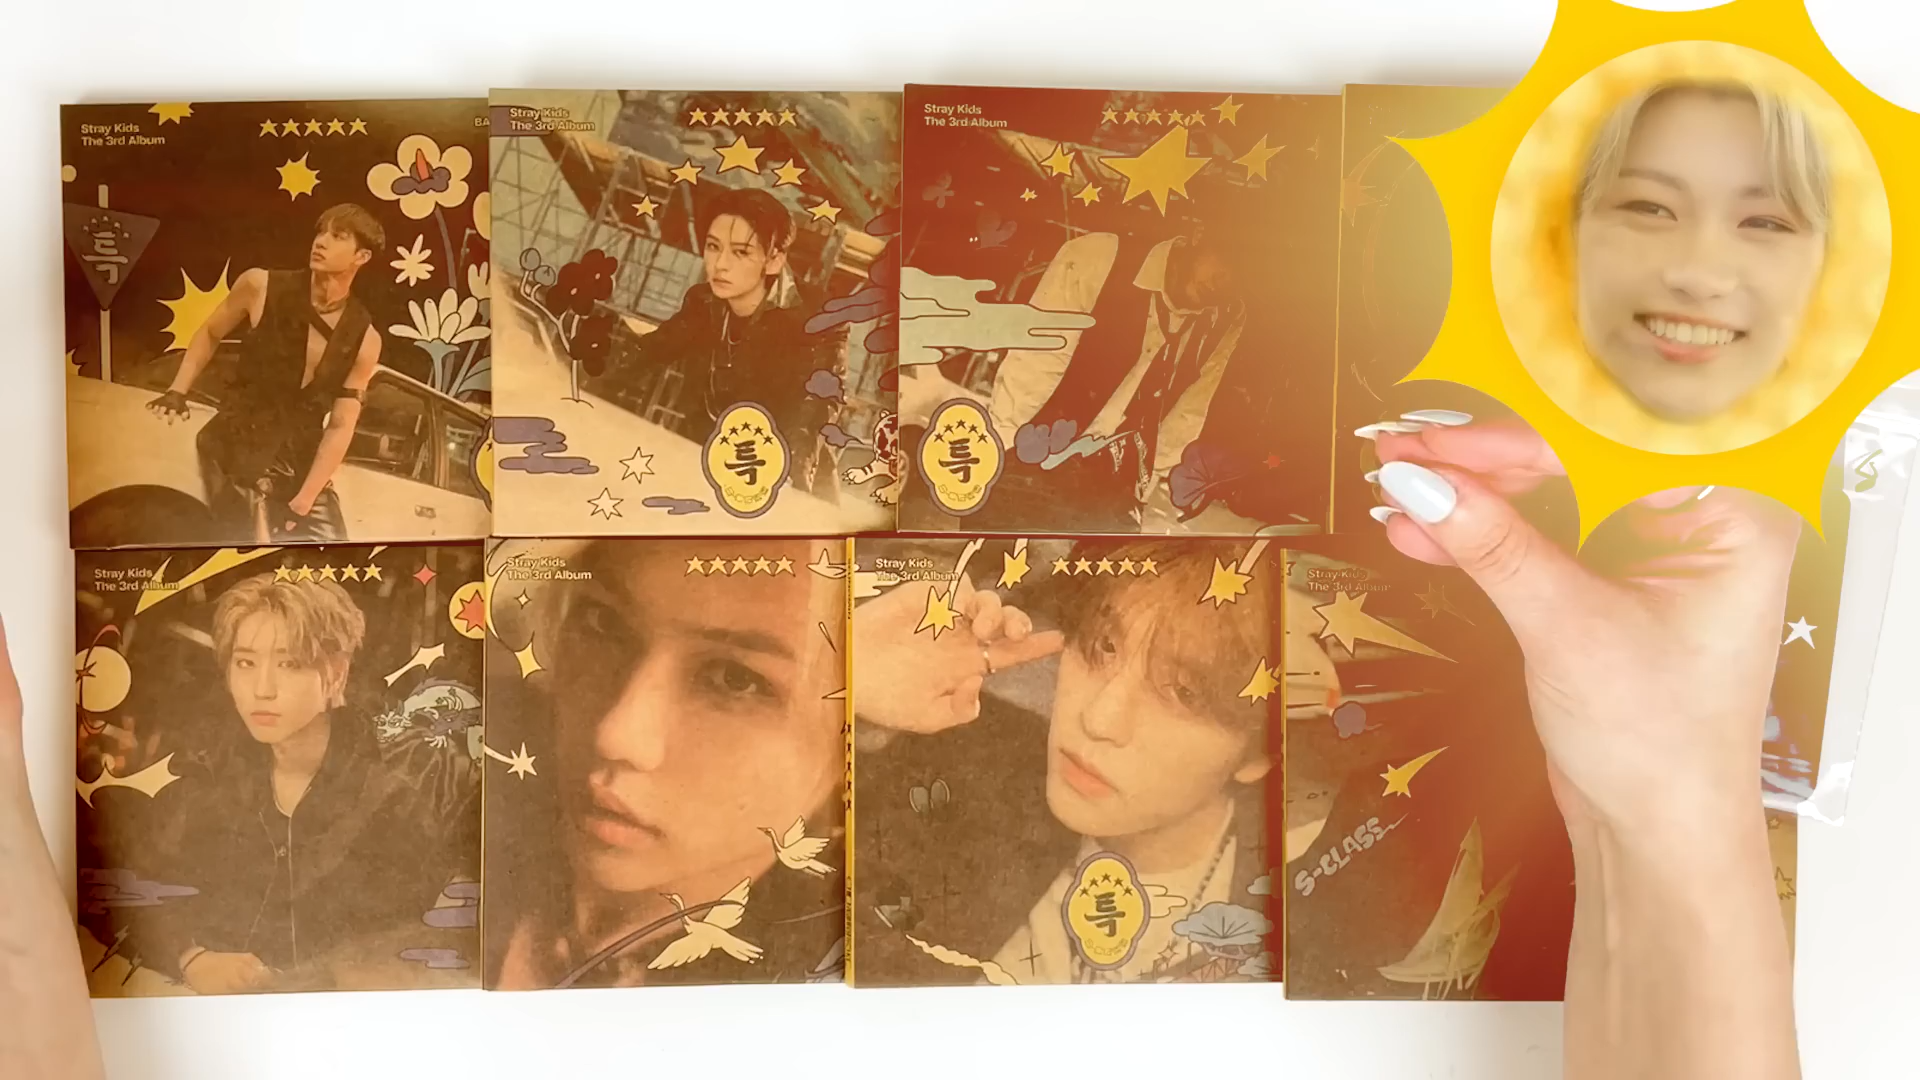 Stray Kids
The 3rd Album
★★★★★
BA
특
Stray Kids
The 3rd Album
★★★★★
특
Stray Kids
The 3rd Album
★★★★★
특
Stray Kids
The 3rd Album
★★★★★
Stray Kids
The 3rd Album
★★★★★
Stray Kids
The 3rd Album
★★★★★
특
Stray Kids
The 3rd Album
S-CLASS